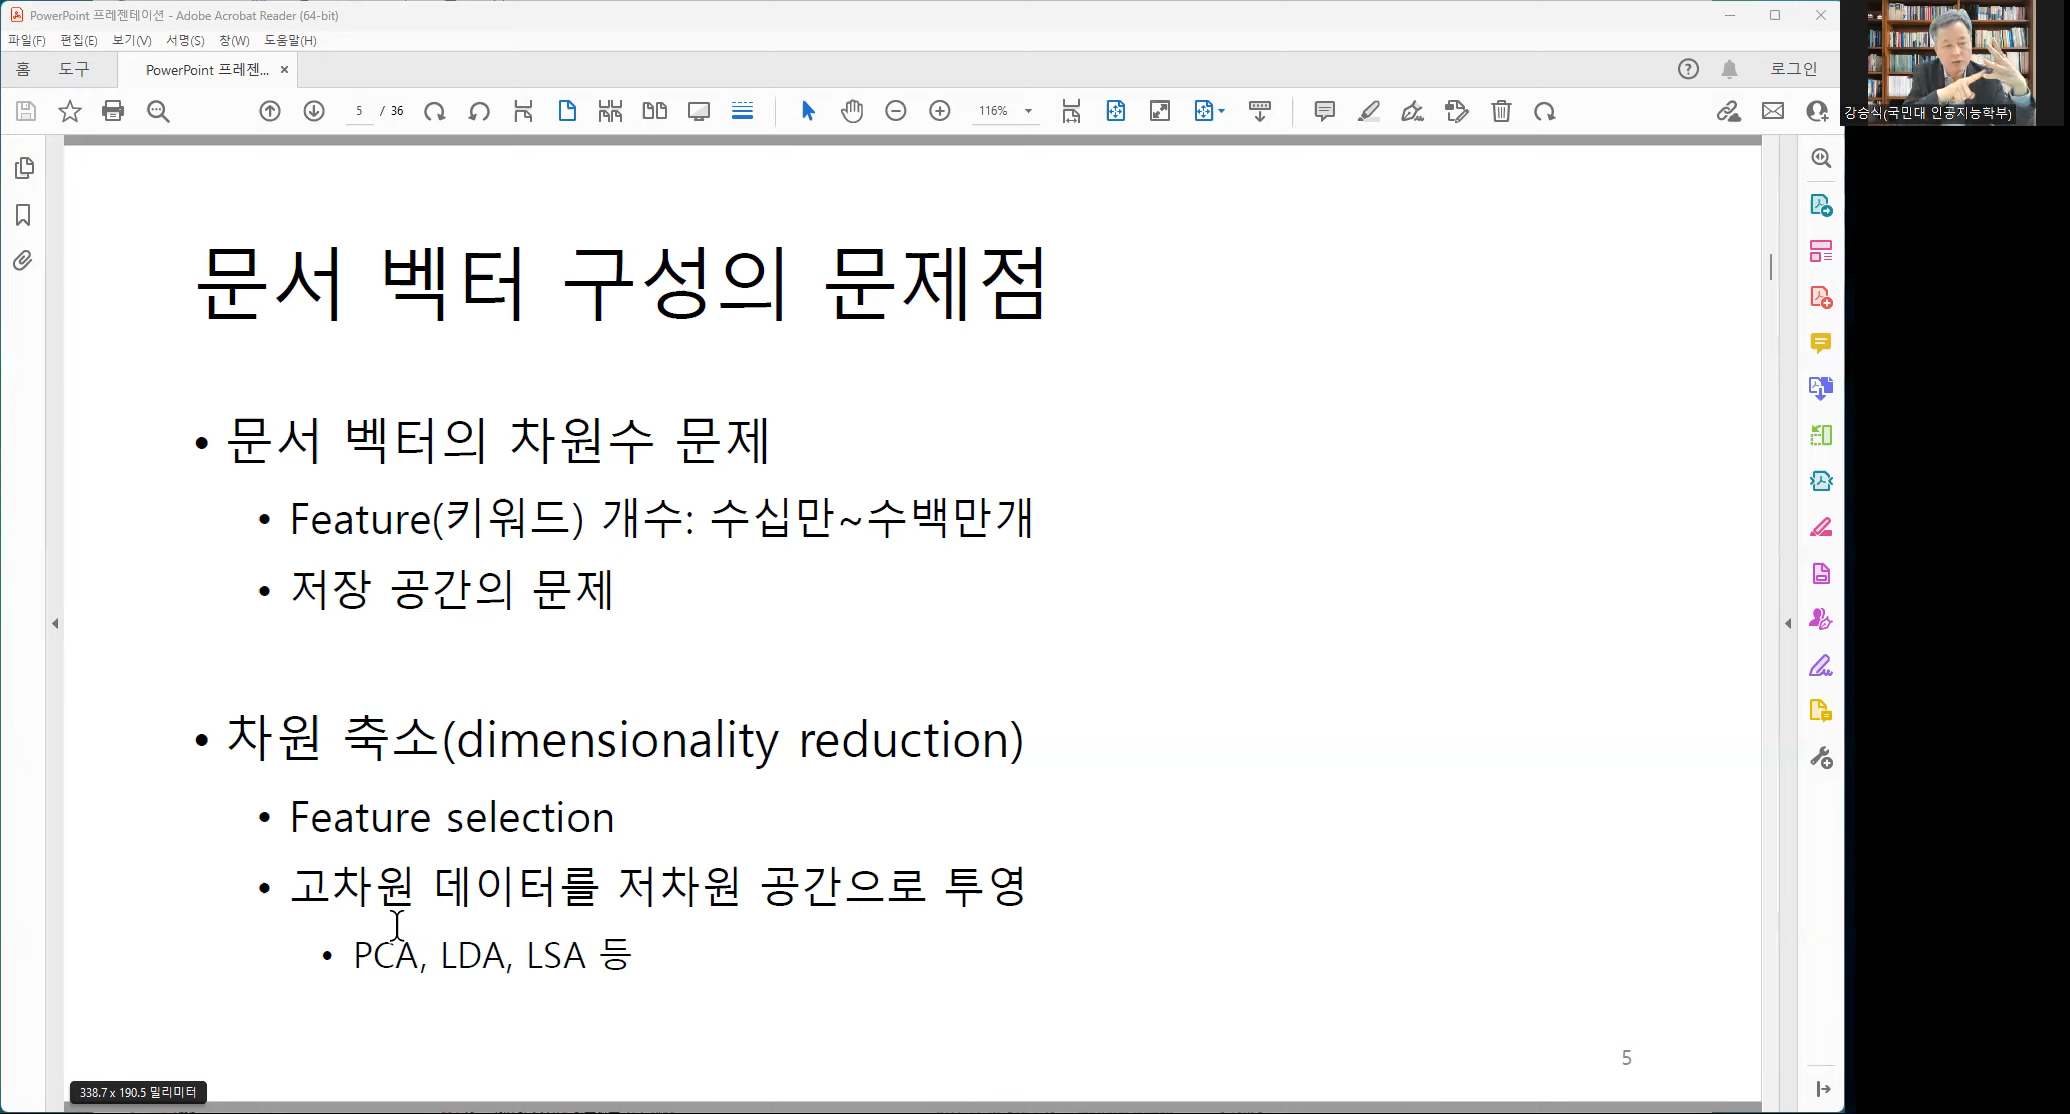 PowerPoint 프레젠테이션 - Adobe Acrobat Reader (64-bit)
파일(F) 편집(E) 보기(V) 서명(S) 창(W) 도움말(H)
홈 도구 PowerPoint 프레젠... × 로그인
5 / 36 116%
강승식(국민대 인공지능학부)
문서 벡터 구성의 문제점
• 문서 벡터의 차원수 문제
• Feature(키워드) 개수: 수십만~수백만개
• 저장 공간의 문제
• 차원 축소(dimensionality reduction)
• Feature selection
• 고차원 데이터를 저차원 공간으로 투영
• PCA, LDA, LSA 등
5
338.7 x 190.5 밀리미터